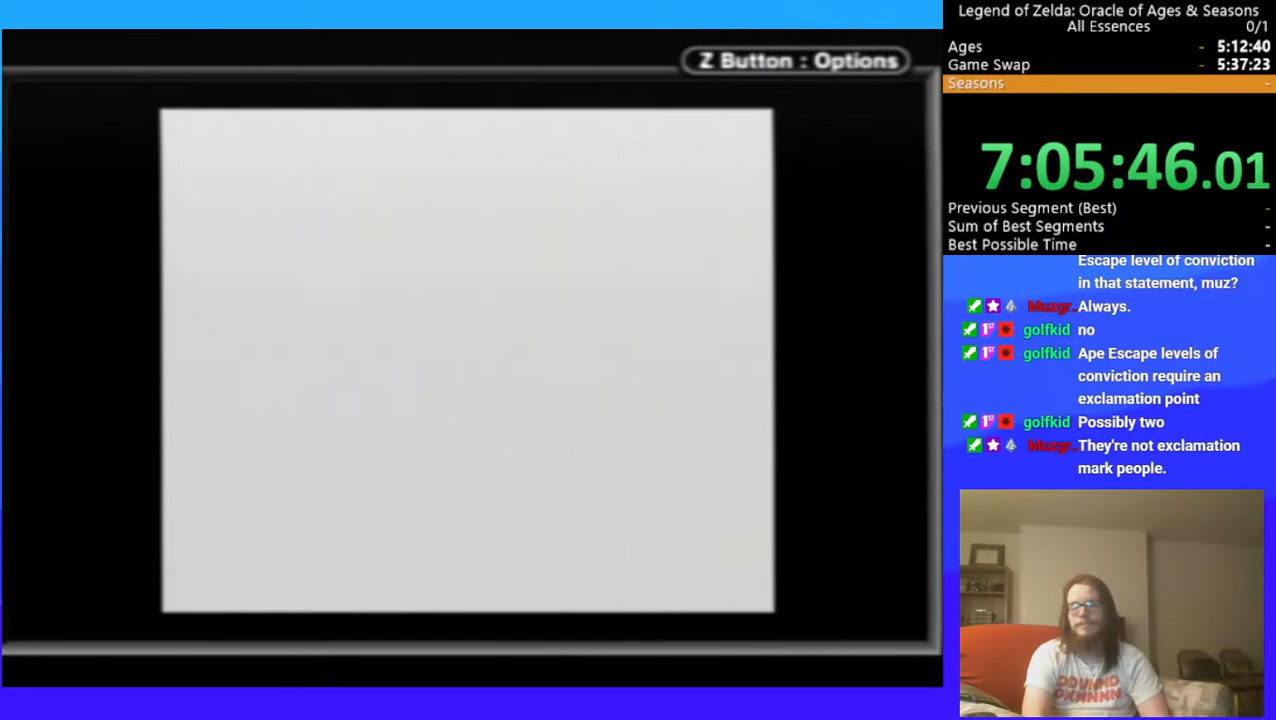 Z Button : Options
Legend of Zelda: Oracle of Ages & Seasons
All Essences 0/1
Ages - 5:12:40
Game Swap - 5:37:23
Seasons -
7:05:46.01
Previous Segment (Best) -
Sum of Best Segments -
Best Possible Time -
Escape level of conviction
in that statement, muz?
Muzgr.. Always.
golfkid no
golfkid Ape Escape levels of
conviction require an
exclamation point
golfkid Possibly two
Muzgr.. They're not exclamation
mark people.